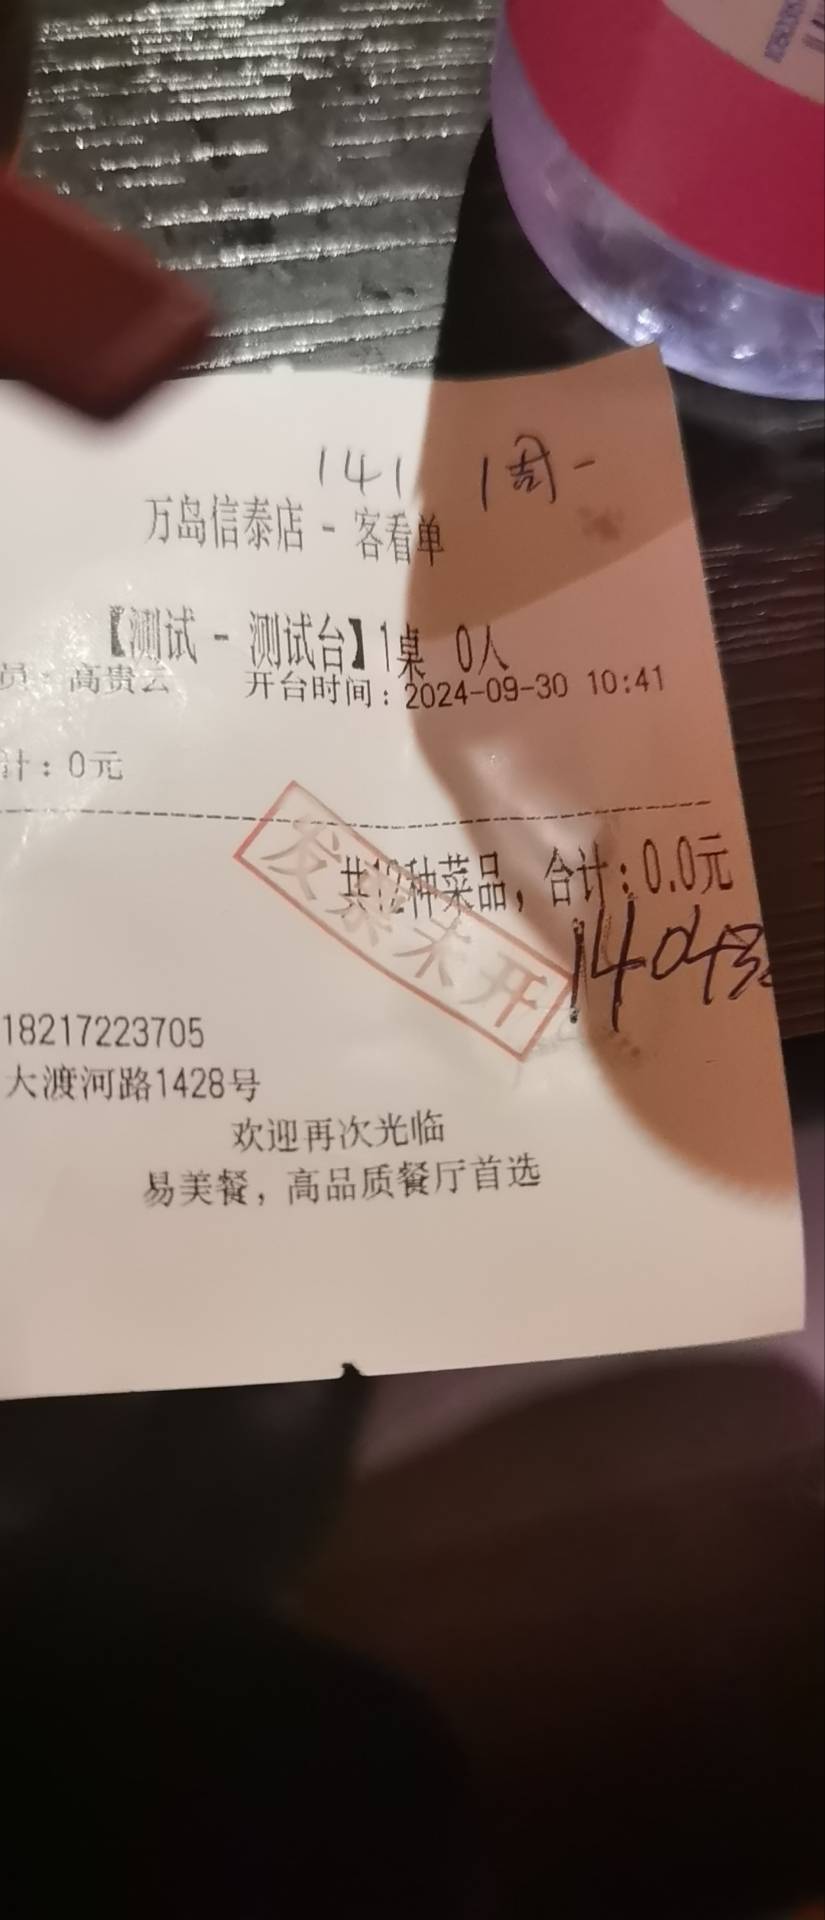 141 1周一
万岛信泰店 - 客看单
【测试 - 测试台】1桌 0人
员：高贵云 开台时间：2024-09-30 10:41
计：0元
共12种菜品，合计：0.0元
发票未开
1404
18217223705
大渡河路1428号
欢迎再次光临
易美餐，高品质餐厅首选